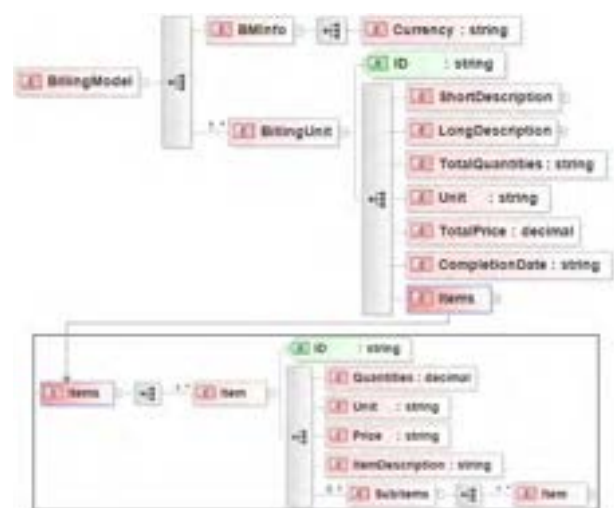 BMInfo
Currency : string
ID : string
BillingModel
ShortDescription
BillingUnit
LongDescription
TotalQuantities : string
Unit : string
TotalPrice : decimal
CompletionDate : string
Items
ID : string
Items
Item
Quantities : decimal
Unit : string
Price : string
ItemDescription : string
SubItems
Item